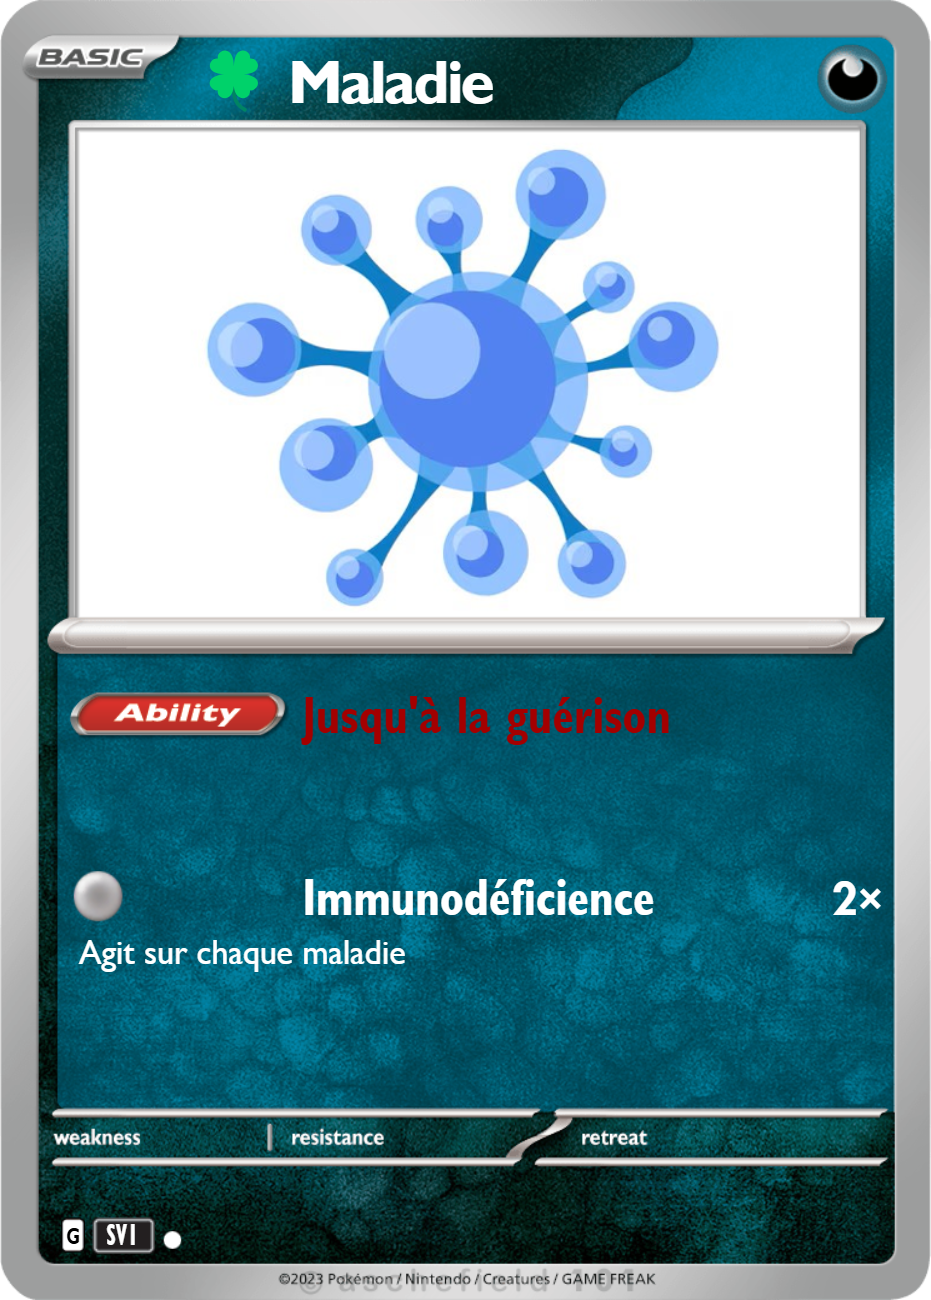 BASIC
Maladie
Ability Jusqu'à la guérison
Immunodéficience 2×
Agit sur chaque maladie
weakness resistance retreat
G SVI
©2023 Pokémon / Nintendo / Creatures / GAME FREAK